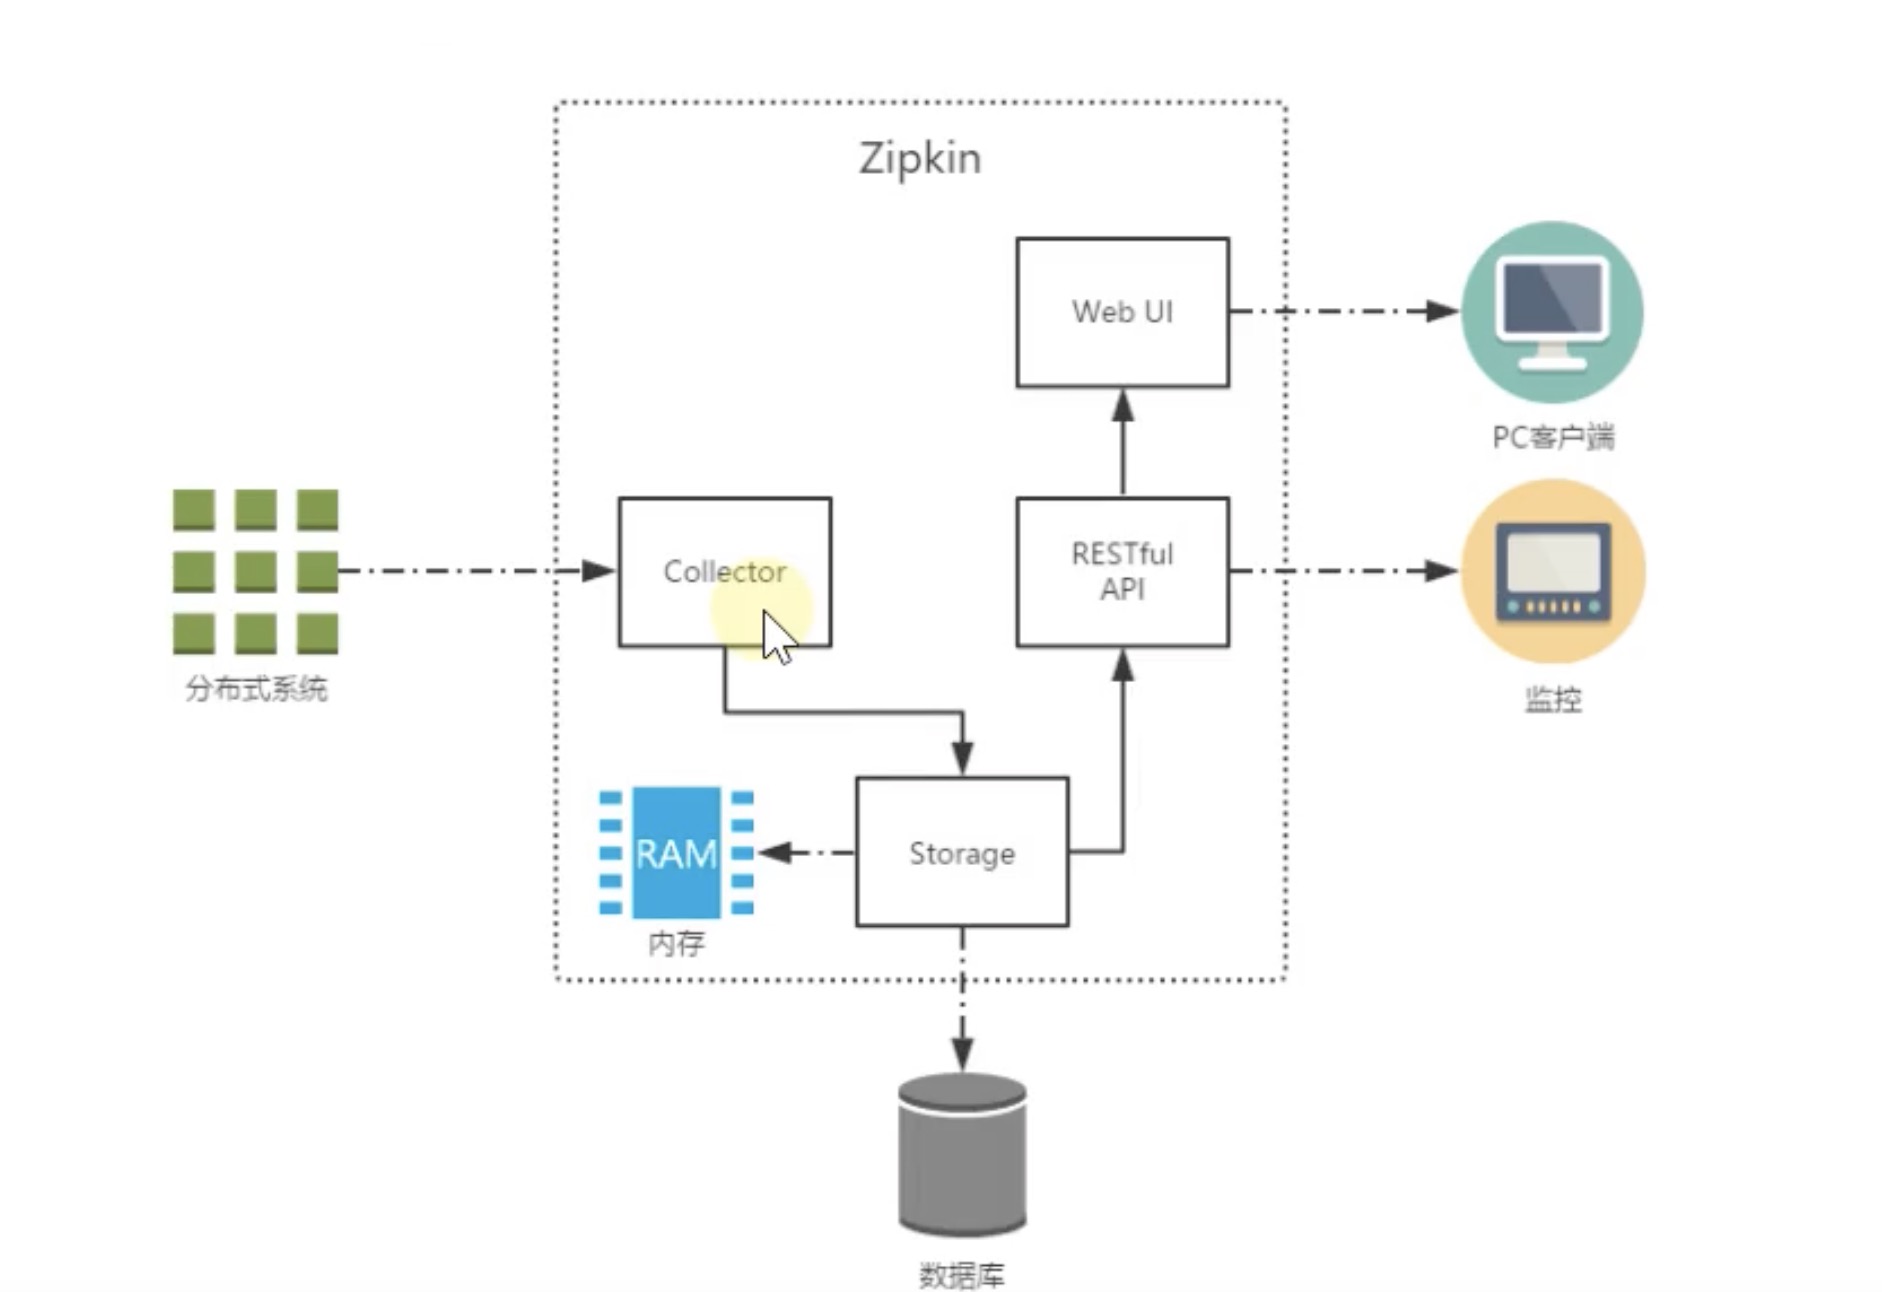 Zipkin
Web UI
PC客户端
Collector
RESTful
API
分布式系统
监控
RAM
内存
Storage
数据库